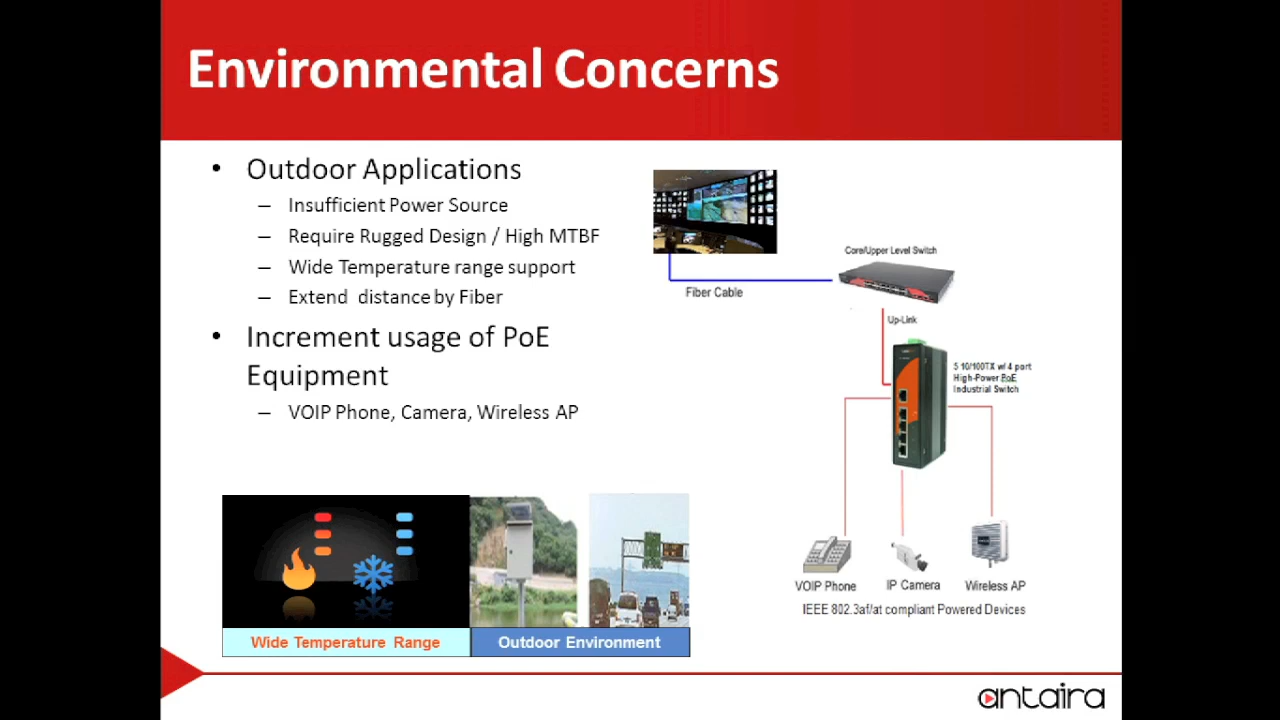 Environmental Concerns
• Outdoor Applications
– Insufficient Power Source
– Require Rugged Design / High MTBF
– Wide Temperature range support
– Extend distance by Fiber
• Increment usage of PoE
Equipment
– VOIP Phone, Camera, Wireless AP
Core/Upper Level Switch
Fiber Cable
Up-Link
5 10/100TX w/ 4 port
High-Power PoE
Industrial Switch
VOIP Phone
IP Camera
Wireless AP
IEEE 802.3af/at compliant Powered Devices
Wide Temperature Range
Outdoor Environment
antaira